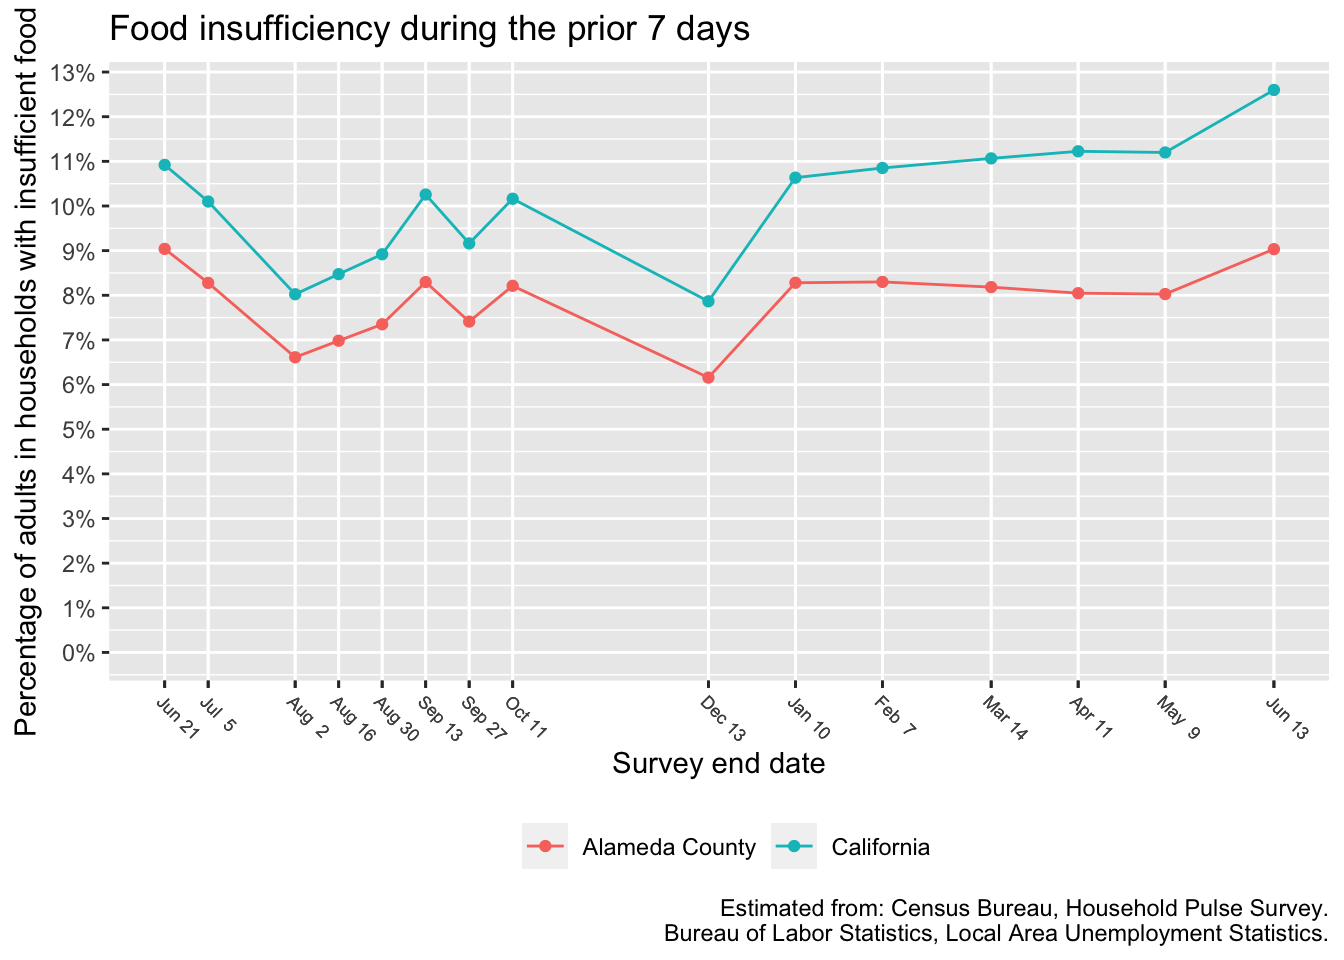 Food insufficiency during the prior 7 days
Percentage of adults in households with insufficient food
13%
12%
11%
10%
9%
8%
7%
6%
5%
4%
3%
2%
1%
0%
Jun 21
Jul 5
Aug 2
Aug 16
Aug 30
Sep 13
Sep 27
Oct 11
Dec 13
Jan 10
Feb 7
Mar 14
Apr 11
May 9
Jun 13
Survey end date
Alameda County
California
Estimated from: Census Bureau, Household Pulse Survey.
Bureau of Labor Statistics, Local Area Unemployment Statistics.